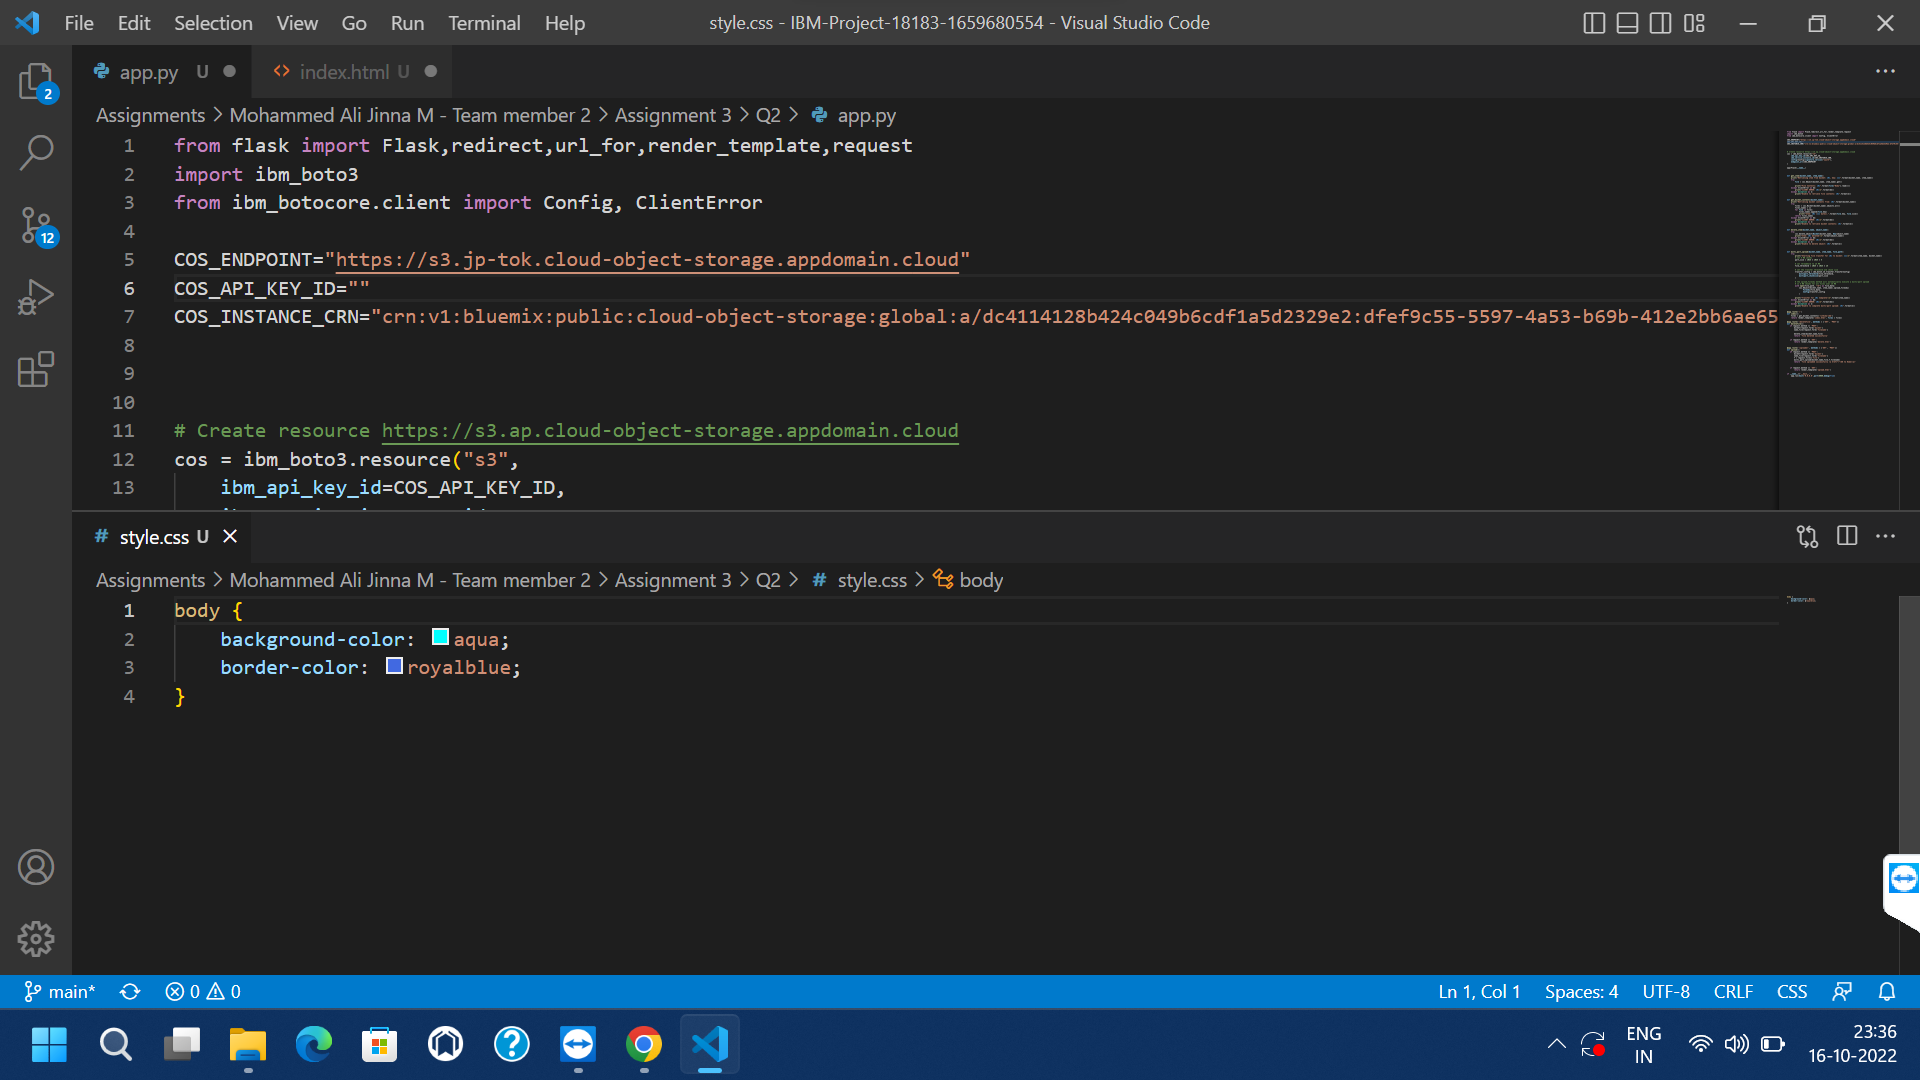 File Edit Selection View Go Run Terminal Help style.css - IBM-Project-18183-1659680554 - Visual Studio Code
app.py U index.html U
2
Assignments > Mohammed Ali Jinna M - Team member 2 > Assignment 3 > Q2 > app.py
1 from flask import Flask,redirect,url_for,render_template,request
2 import ibm_boto3
3 from ibm_botocore.client import Config, ClientError
4
12
5 COS_ENDPOINT="https://s3.jp-tok.cloud-object-storage.appdomain.cloud"
6 COS_API_KEY_ID=""
7 COS_INSTANCE_CRN="crn:v1:bluemix:public:cloud-object-storage:global:a/dc4114128b424c049b6cdf1a5d2329e2:dfef9c55-5597-4a53-b69b-412e2bb6ae65
8
9
10
11 # Create resource https://s3.ap.cloud-object-storage.appdomain.cloud
12 cos = ibm_boto3.resource("s3",
13 ibm_api_key_id=COS_API_KEY_ID,
# style.css U
Assignments > Mohammed Ali Jinna M - Team member 2 > Assignment 3 > Q2 > # style.css > body
1 body {
2 background-color: aqua;
3 border-color: royalblue;
4 }
main* 0 0 Ln 1, Col 1 Spaces: 4 UTF-8 CRLF CSS
ENG 23:36
IN 16-10-2022